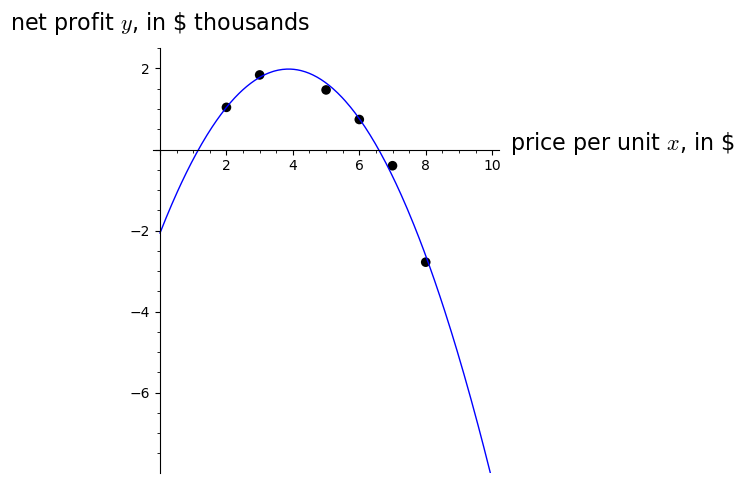 net profit y, in $ thousands
2
price per unit x, in $
2 4 6 8 10
−2
−4
−6